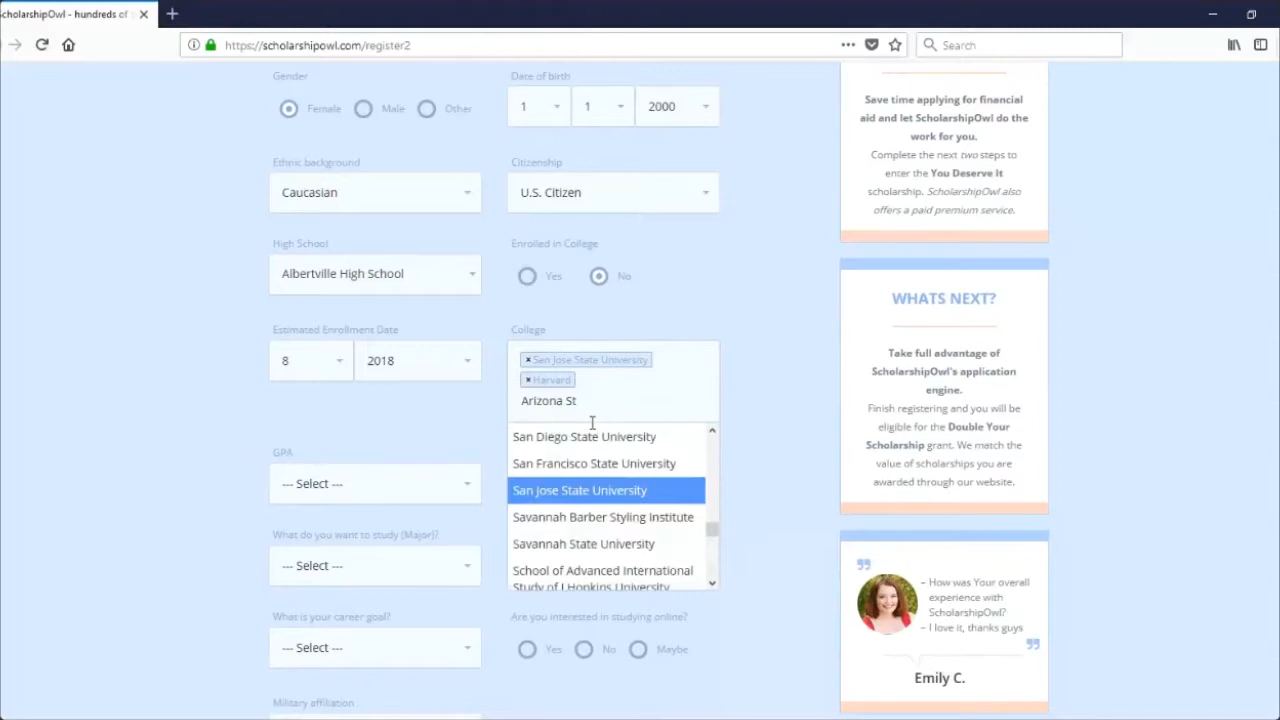 ScholarshipOwl - hundreds of
https://scholarshipowl.com/register2
Search
Gender
Female
Male
Other
Date of birth
1
1
2000
Ethnic background
Caucasian
Citizenship
U.S. Citizen
High School
Albertville High School
Enrolled in College
Yes
No
Estimated Enrollment Date
8
2018
College
× San Jose State University
× Harvard
Arizona St
San Diego State University
San Francisco State University
San Jose State University
Savannah Barber Styling Institute
Savannah State University
School of Advanced International
Study of J Hopkins University
GPA
--- Select ---
What do you want to study (Major)?
--- Select ---
What is your career goal?
--- Select ---
Are you interested in studying online?
Yes
No
Maybe
Military affiliation
Save time applying for financial
aid and let ScholarshipOwl do the
work for you.
Complete the next two steps to
enter the You Deserve It
scholarship. ScholarshipOwl also
offers a paid premium service.
WHATS NEXT?
Take full advantage of
ScholarshipOwl's application
engine.
Finish registering and you will be
eligible for the Double Your
Scholarship grant. We match the
value of scholarships you are
awarded through our website.
– How was Your overall
experience with
ScholarshipOwl?
– I love it, thanks guys
Emily C.